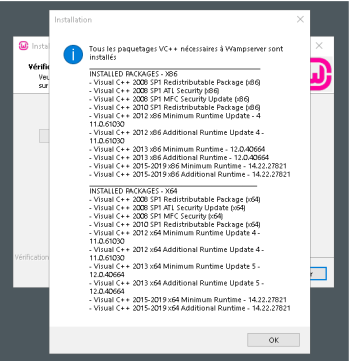 Installation
Tous les paquetages VC++ nécessaires à Wampserver sont
installés
INSTALLED PACKAGES - X86
- Visual C++ 2008 SP1 Redistributable Package (x86)
- Visual C++ 2008 SP1 ATL Security (x86)
- Visual C++ 2008 SP1 MFC Security Update (x86)
- Visual C++ 2010 SP1 Redistributable Package (x86)
- Visual C++ 2012 x86 Minimum Runtime Update - 4
11.0.61030
- Visual C++ 2012 x86 Additional Runtime Update 4 -
11.0.61030
- Visual C++ 2013 x86 Minimum Runtime - 12.0.40664
- Visual C++ 2013 x86 Additional Runtime - 12.0.40664
- Visual C++ 2015-2019 x86 Minimum Runtime - 14.22.27821
- Visual C++ 2015-2019 x86 Additional Runtime - 14.22.27821
INSTALLED PACKAGES - X64
- Visual C++ 2008 SP1 Redistributable Package (x64)
- Visual C++ 2008 SP1 ATL Security Update (x64)
- Visual C++ 2008 SP1 MFC Security (x64)
- Visual C++ 2010 SP1 Redistributable Package (x64)
- Visual C++ 2012 x64 Minimum Runtime Update 4 -
11.0.61030
- Visual C++ 2012 x64 Additional Runtime Update 4 -
11.0.61030
- Visual C++ 2013 x64 Minimum Runtime Update 5 -
12.0.40664
- Visual C++ 2013 x64 Additional Runtime Update 5 -
12.0.40664
- Visual C++ 2015-2019 x64 Minimum Runtime - 14.22.27821
- Visual C++ 2015-2019 x64 Additional Runtime - 14.22.27821
OK
Insta
Vérifi
Veu
sur
Vérification
r